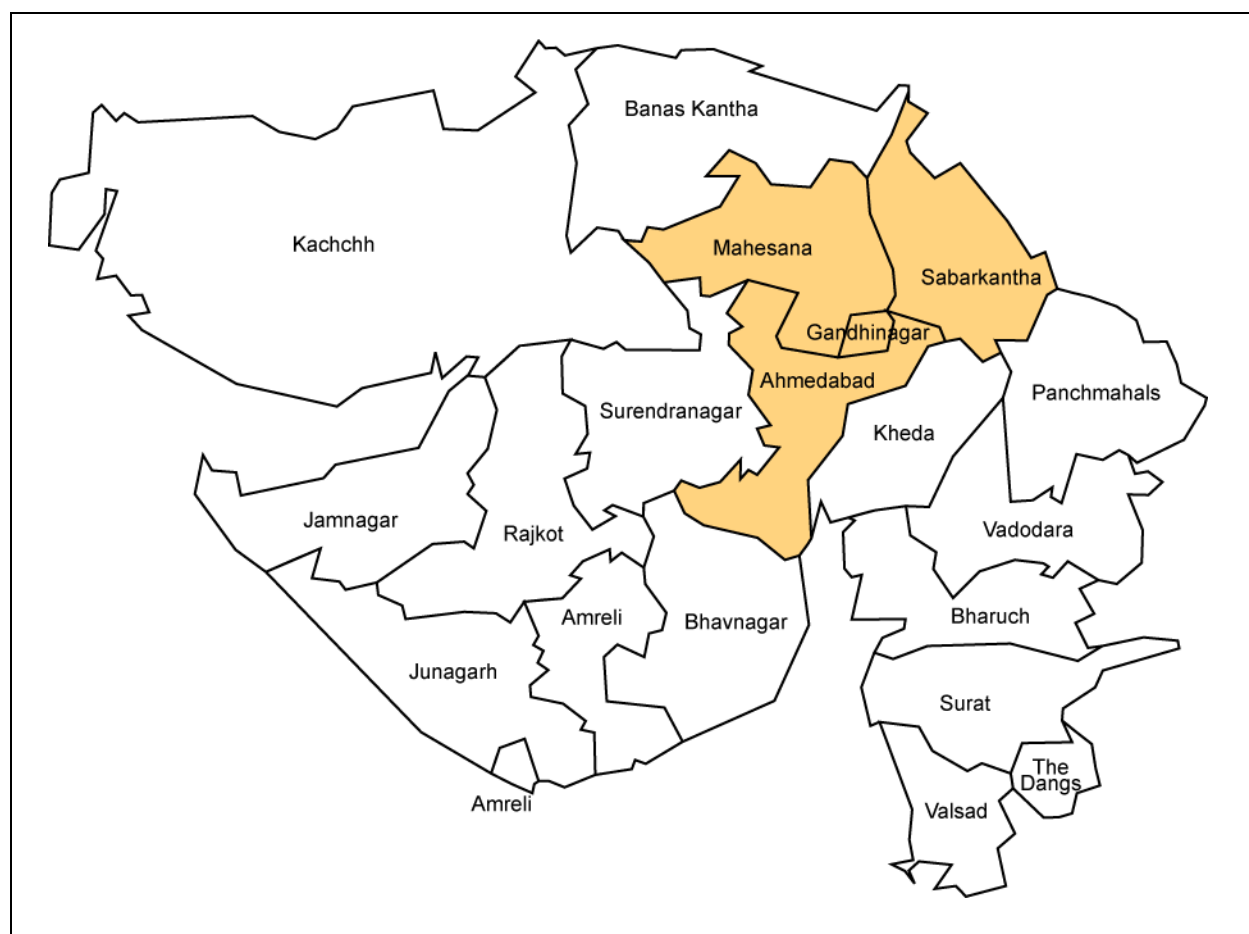 Banas Kantha
Kachchh
Mahesana
Sabarkantha
Gandhinagar
Ahmedabad
Panchmahals
Surendranagar
Kheda
Jamnagar
Rajkot
Vadodara
Amreli
Bhavnagar
Bharuch
Junagarh
Surat
The
Dangs
Amreli
Valsad